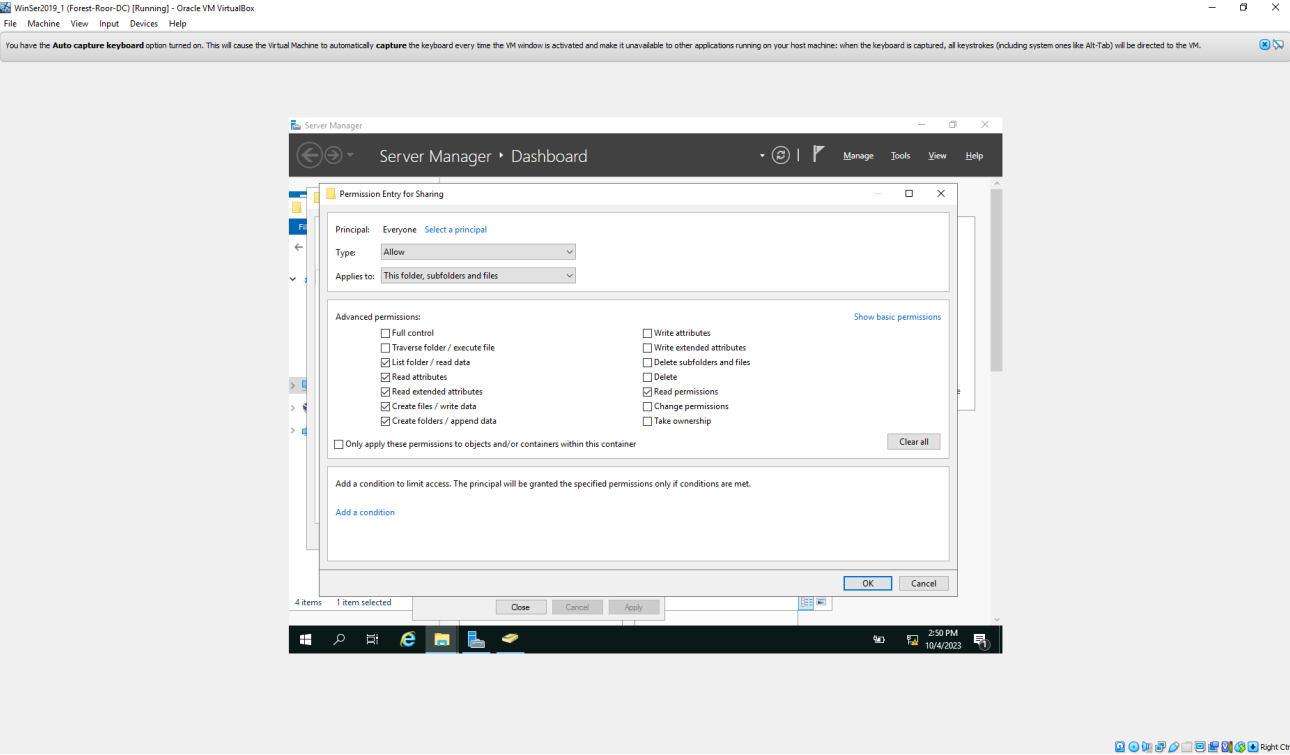 WinSer2019_1 (Forest-Roor-DC) [Running] - Oracle VM VirtualBox
File Machine View Input Devices Help
You have the Auto capture keyboard option turned on. This will cause the Virtual Machine to automatically capture the keyboard every time the VM window is activated and make it unavailable to other applications running on your host machine: when the keyboard is captured, all keystrokes (including system ones like Alt-Tab) will be directed to the VM.
Server Manager
Server Manager Dashboard
Manage Tools View Help
Permission Entry for Sharing
Fi
Principal: Everyone Select a principal
Type: Allow
Applies to: This folder, subfolders and files
Advanced permissions: Show basic permissions
Full control Write attributes
Traverse folder / execute file Write extended attributes
List folder / read data Delete subfolders and files
Read attributes Delete
Read extended attributes Read permissions
Create files / write data Change permissions
Create folders / append data Take ownership
Only apply these permissions to objects and/or containers within this container
Clear all
Add a condition to limit access. The principal will be granted the specified permissions only if conditions are met.
Add a condition
OK Cancel
4 items 1 item selected
Close Cancel Apply
2:50 PM
10/4/2023
1
Right Ctr